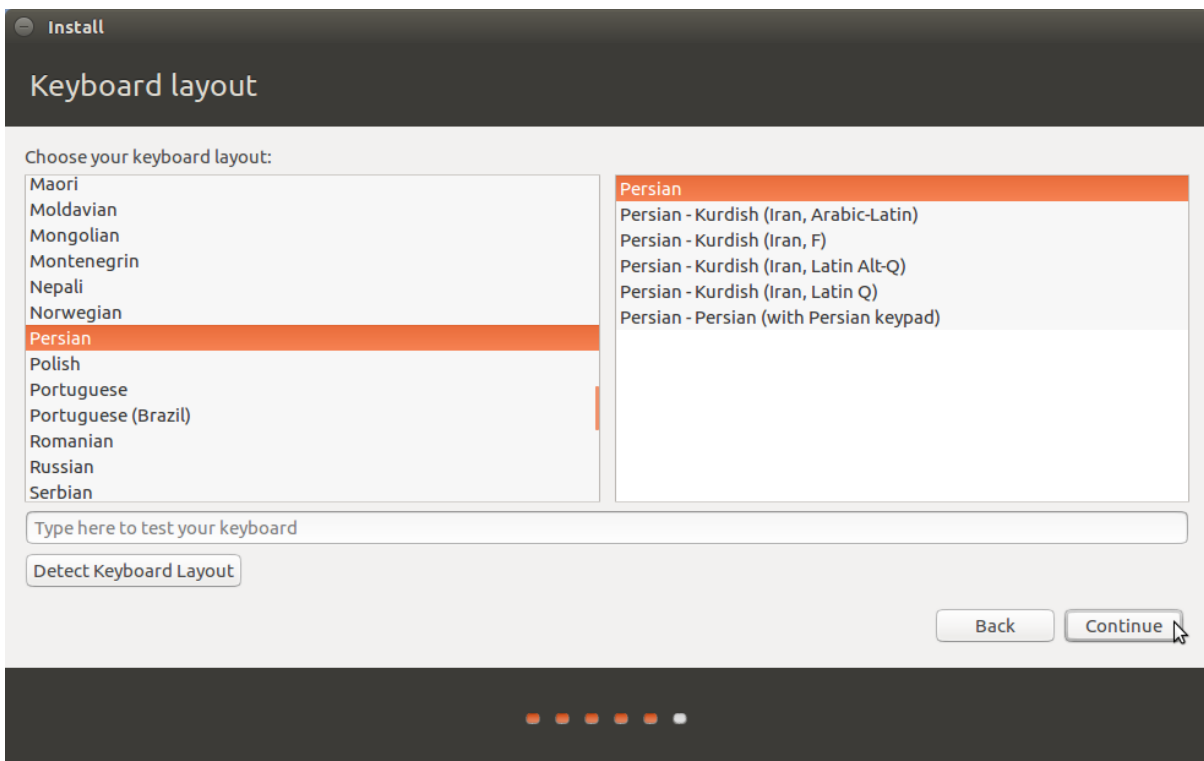 Install
Keyboard layout
Choose your keyboard layout:
Maori
Moldavian
Mongolian
Montenegrin
Nepali
Norwegian
Persian
Polish
Portuguese
Portuguese (Brazil)
Romanian
Russian
Serbian
Persian
Persian - Kurdish (Iran, Arabic-Latin)
Persian - Kurdish (Iran, F)
Persian - Kurdish (Iran, Latin Alt-Q)
Persian - Kurdish (Iran, Latin Q)
Persian - Persian (with Persian keypad)
Type here to test your keyboard
Detect Keyboard Layout
Back
Continue